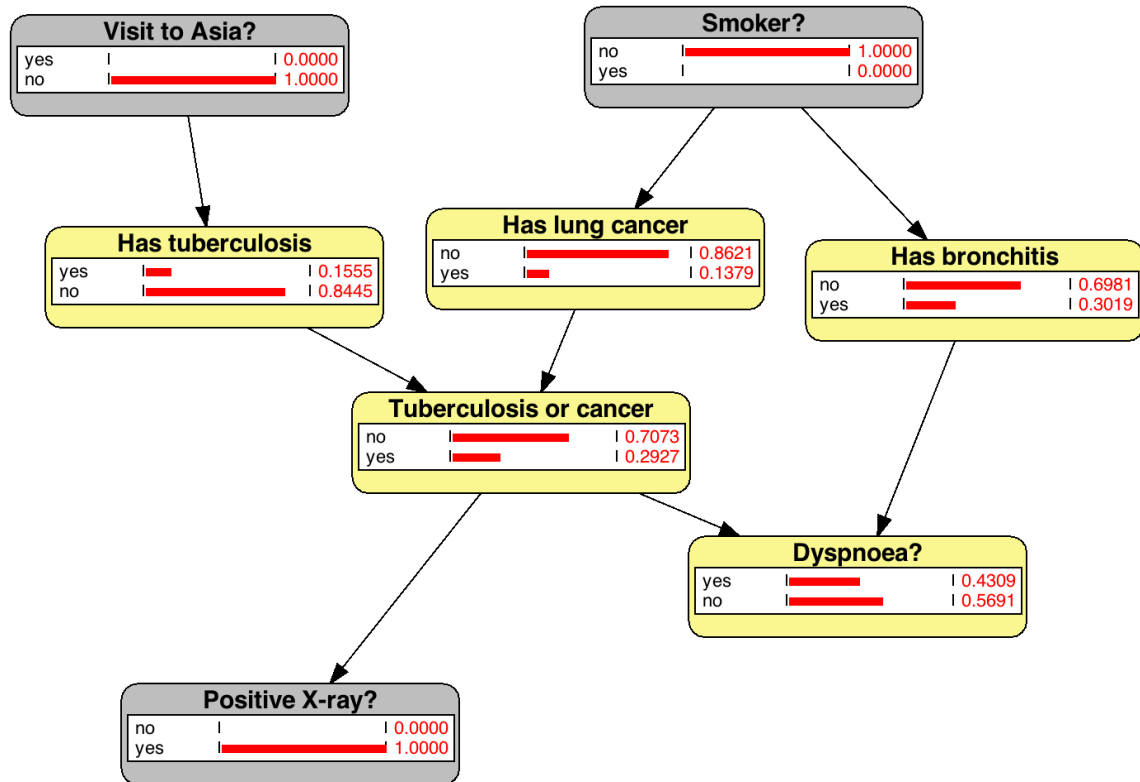 Visit to Asia?
yes 0.0000
no 1.0000
Smoker?
no 1.0000
yes 0.0000
Has tuberculosis
yes 0.1555
no 0.8445
Has lung cancer
no 0.8621
yes 0.1379
Has bronchitis
no 0.6981
yes 0.3019
Tuberculosis or cancer
no 0.7073
yes 0.2927
Dyspnoea?
yes 0.4309
no 0.5691
Positive X-ray?
no 0.0000
yes 1.0000